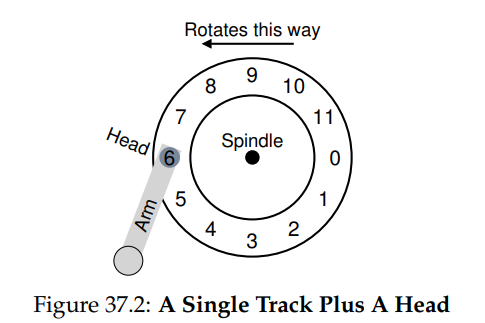 Rotates this way
9
8 10
7 11
Head
Spindle
6 0
5 1
Arm
4 2
3
Figure 37.2: A Single Track Plus A Head